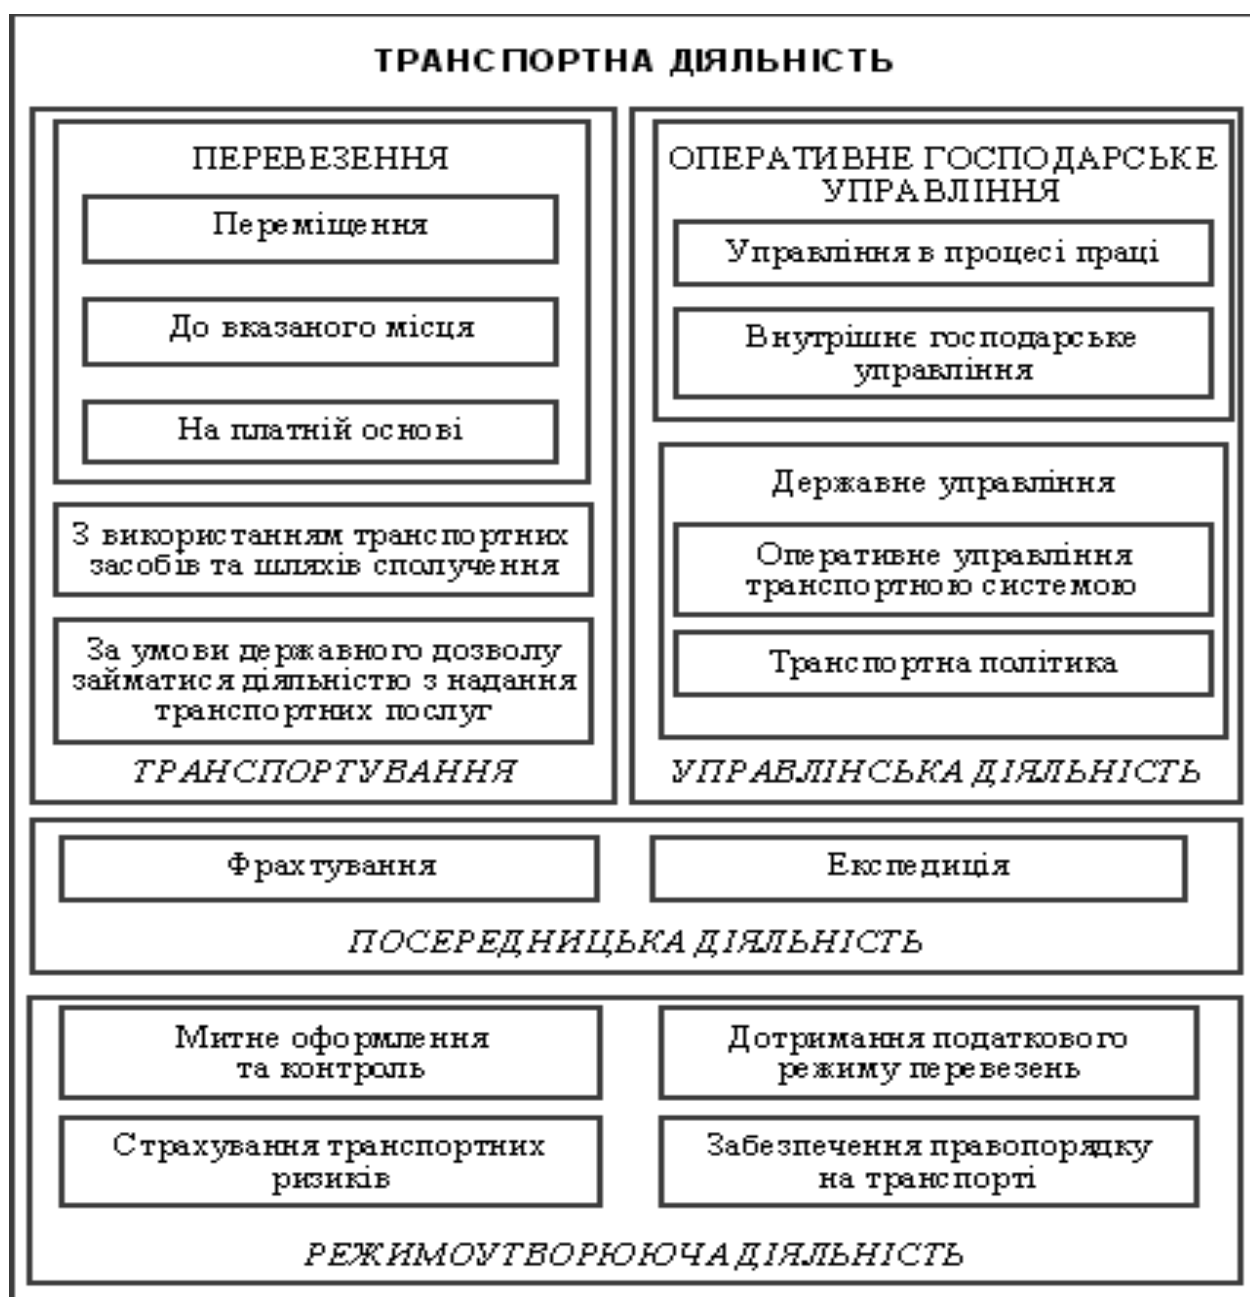 ТРАНСПОРТНА ДІЯЛЬНІСТЬ
ПЕРЕВЕЗЕННЯ
Переміщення
До вказаного місця
На платній основі
З використанням транспортних
засобів та шляхів сполучення
За умови державного дозволу
займатися діяльністю з надання
транспортних послуг
ТРАНСПОРТУВАННЯ
ОПЕРАТИВНЕ ГОСПОДАРСЬКЕ
УПРАВЛІННЯ
Управління в процесі праці
Внутрішнє господарське
управління
Державне управління
Оперативне управління
транспортною системою
Транспортна політика
УПРАВЛІНСЬКА ДІЯЛЬНІСТЬ
Фрахтування
Експедиція
ПОСЕРЕДНИЦЬКА ДІЯЛЬНІСТЬ
Митне оформлення
та контроль
Дотримання податкового
режиму перевезень
Страхування транспортних
ризиків
Забезпечення правопорядку
на транспорті
РЕЖИМОУТВОРЮЮЧА ДІЯЛЬНІСТЬ